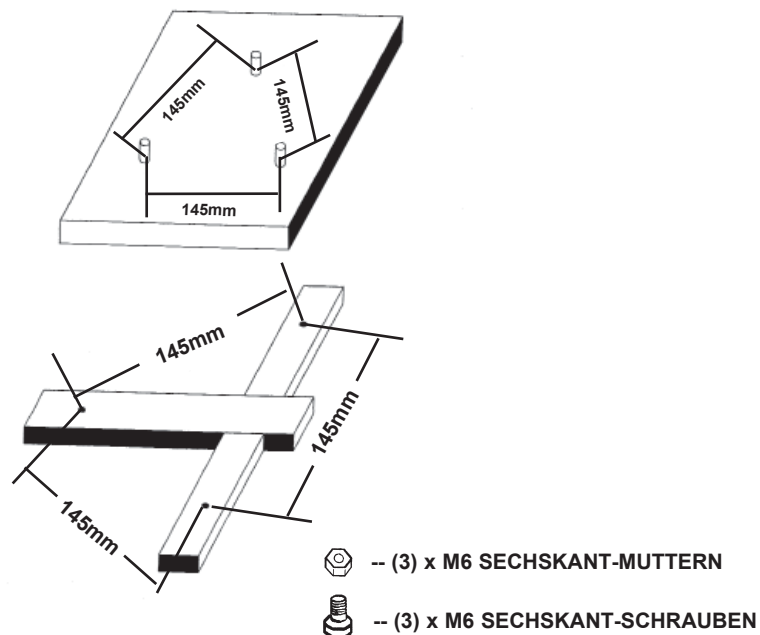 145mm
145mm
145mm
145mm
145mm
145mm
-- (3) x M6 SECHSKANT-MUTTERN
-- (3) x M6 SECHSKANT-SCHRAUBEN